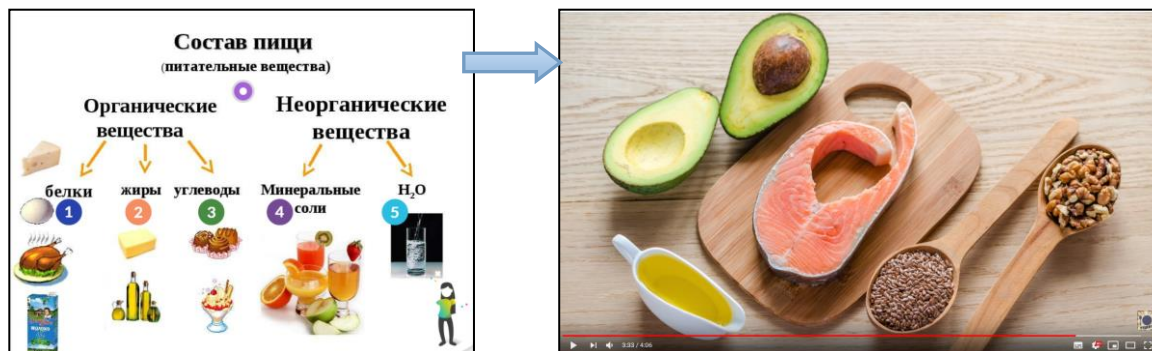 Состав пищи
(питательные вещества)
Органические
вещества
Неорганические
вещества
белки
жиры
углеводы
Минеральные
соли
H₂O
1
2
3
4
5
3:33 / 4:06